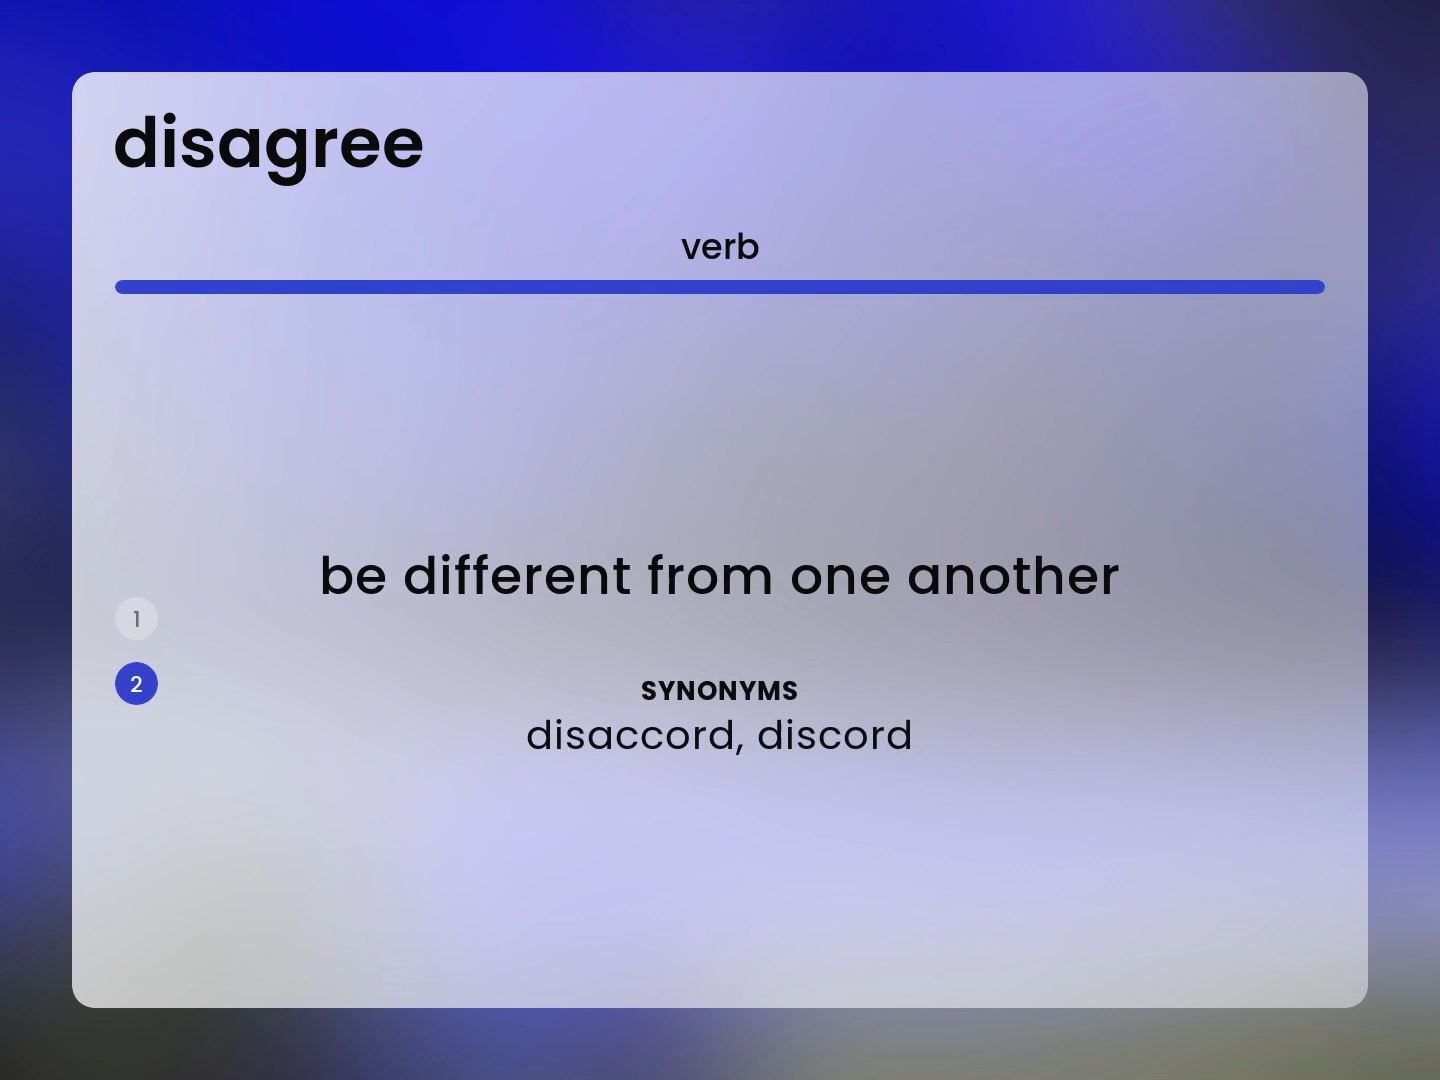 disagree
verb
be different from one another
1
2
SYNONYMS
disaccord, discord